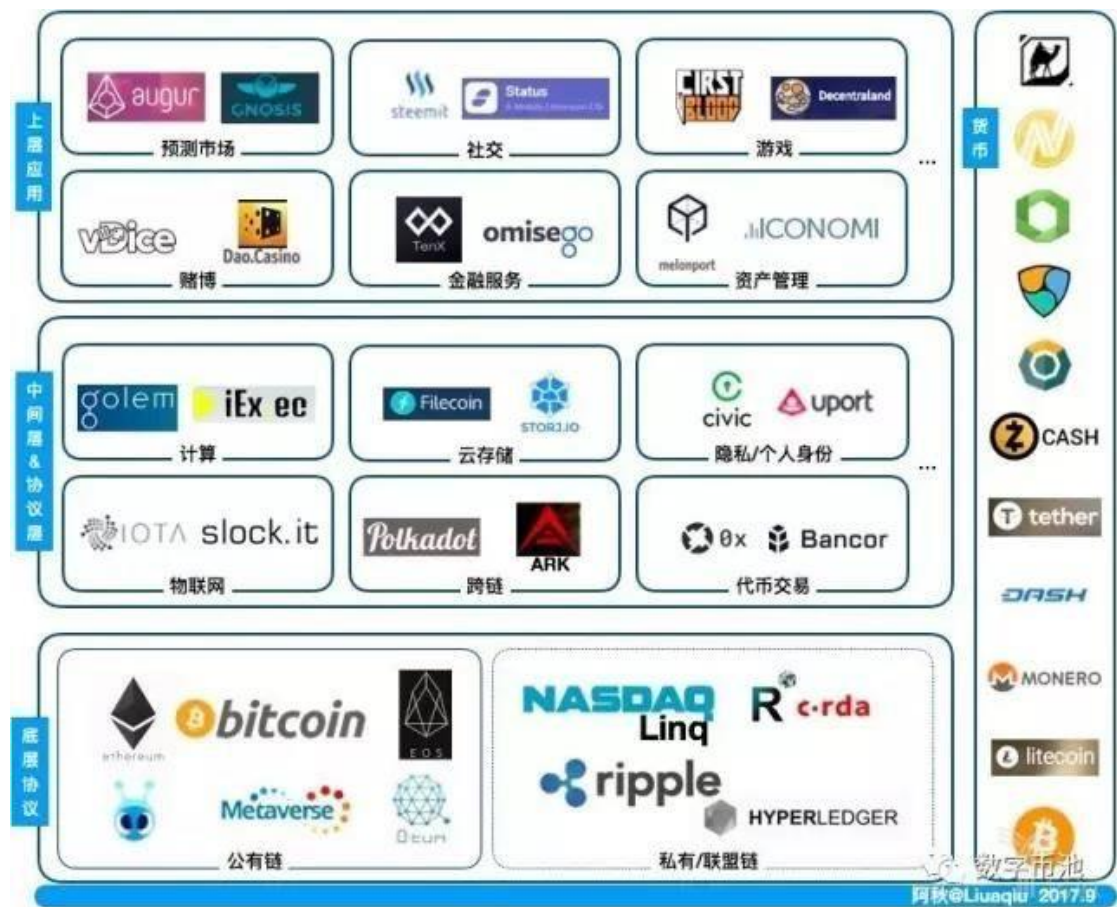 上层应用
augur
GNOSIS
预测市场
steemit
Status
社交
FIRST
BLOOD
Decentraland
游戏
...
vDice
Dao.Casino
赌博
TenX
omisego
金融服务
melonport
ICONOMI
资产管理
中间层&协议层
golem
iEx ec
计算
Filecoin
STORJ.IO
云存储
civic
uport
隐私/个人身份
...
IOTA
slock.it
物联网
Polkadot
ARK
跨链
0x
Bancor
代币交易
底层协议
ethereum
bitcoin
EOS
Metaverse
Qtum
公有链
NASDAQ
Linq
R
c·rda
ripple
HYPERLEDGER
私有/联盟链
货币
Z CASH
tether
DASH
MONERO
litecoin
数字币池
阿秋@Liuaqiu 2017.9